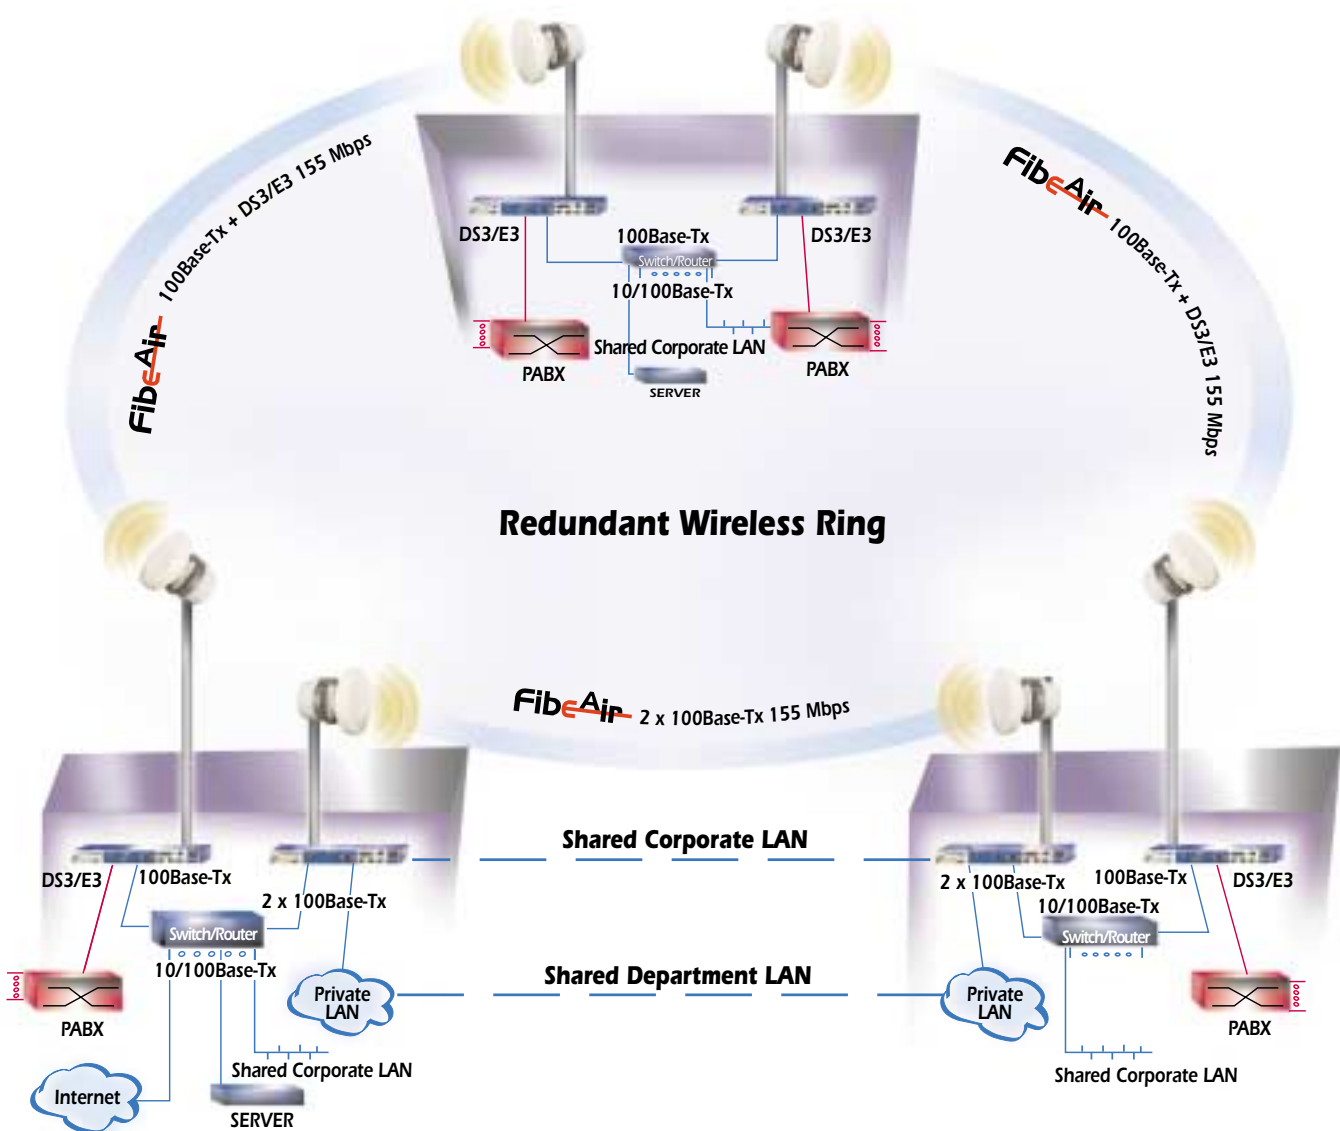 FibeAir 100Base-Tx + DS3/E3 155 Mbps
FibeAir 100Base-Tx + DS3/E3 155 Mbps
DS3/E3
100Base-Tx
DS3/E3
Switch/Router
10/100Base-Tx
Shared Corporate LAN
PABX
PABX
SERVER
Redundant Wireless Ring
FibeAir 2 x 100Base-Tx 155 Mbps
Shared Corporate LAN
DS3/E3
100Base-Tx
2 x 100Base-Tx
2 x 100Base-Tx
100Base-Tx
DS3/E3
10/100Base-Tx
Switch/Router
Switch/Router
10/100Base-Tx
Shared Department LAN
Private
LAN
Private
LAN
PABX
PABX
Shared Corporate LAN
Shared Corporate LAN
Internet
SERVER